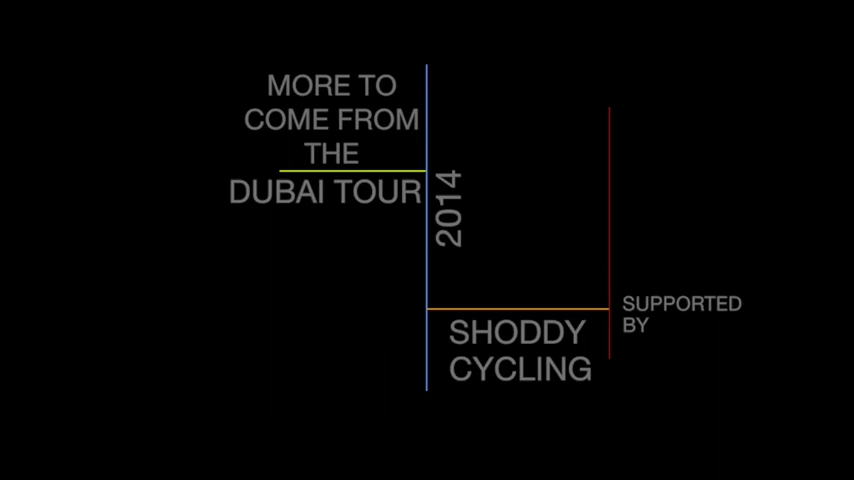 MORE TO
COME FROM
THE
DUBAI TOUR
2014
SHODDY
CYCLING
SUPPORTED
BY